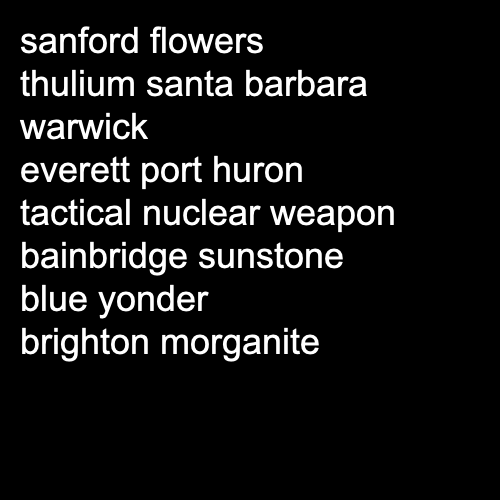 sanford flowers
thulium santa barbara
warwick
everett port huron
tactical nuclear weapon
bainbridge sunstone
blue yonder
brighton morganite